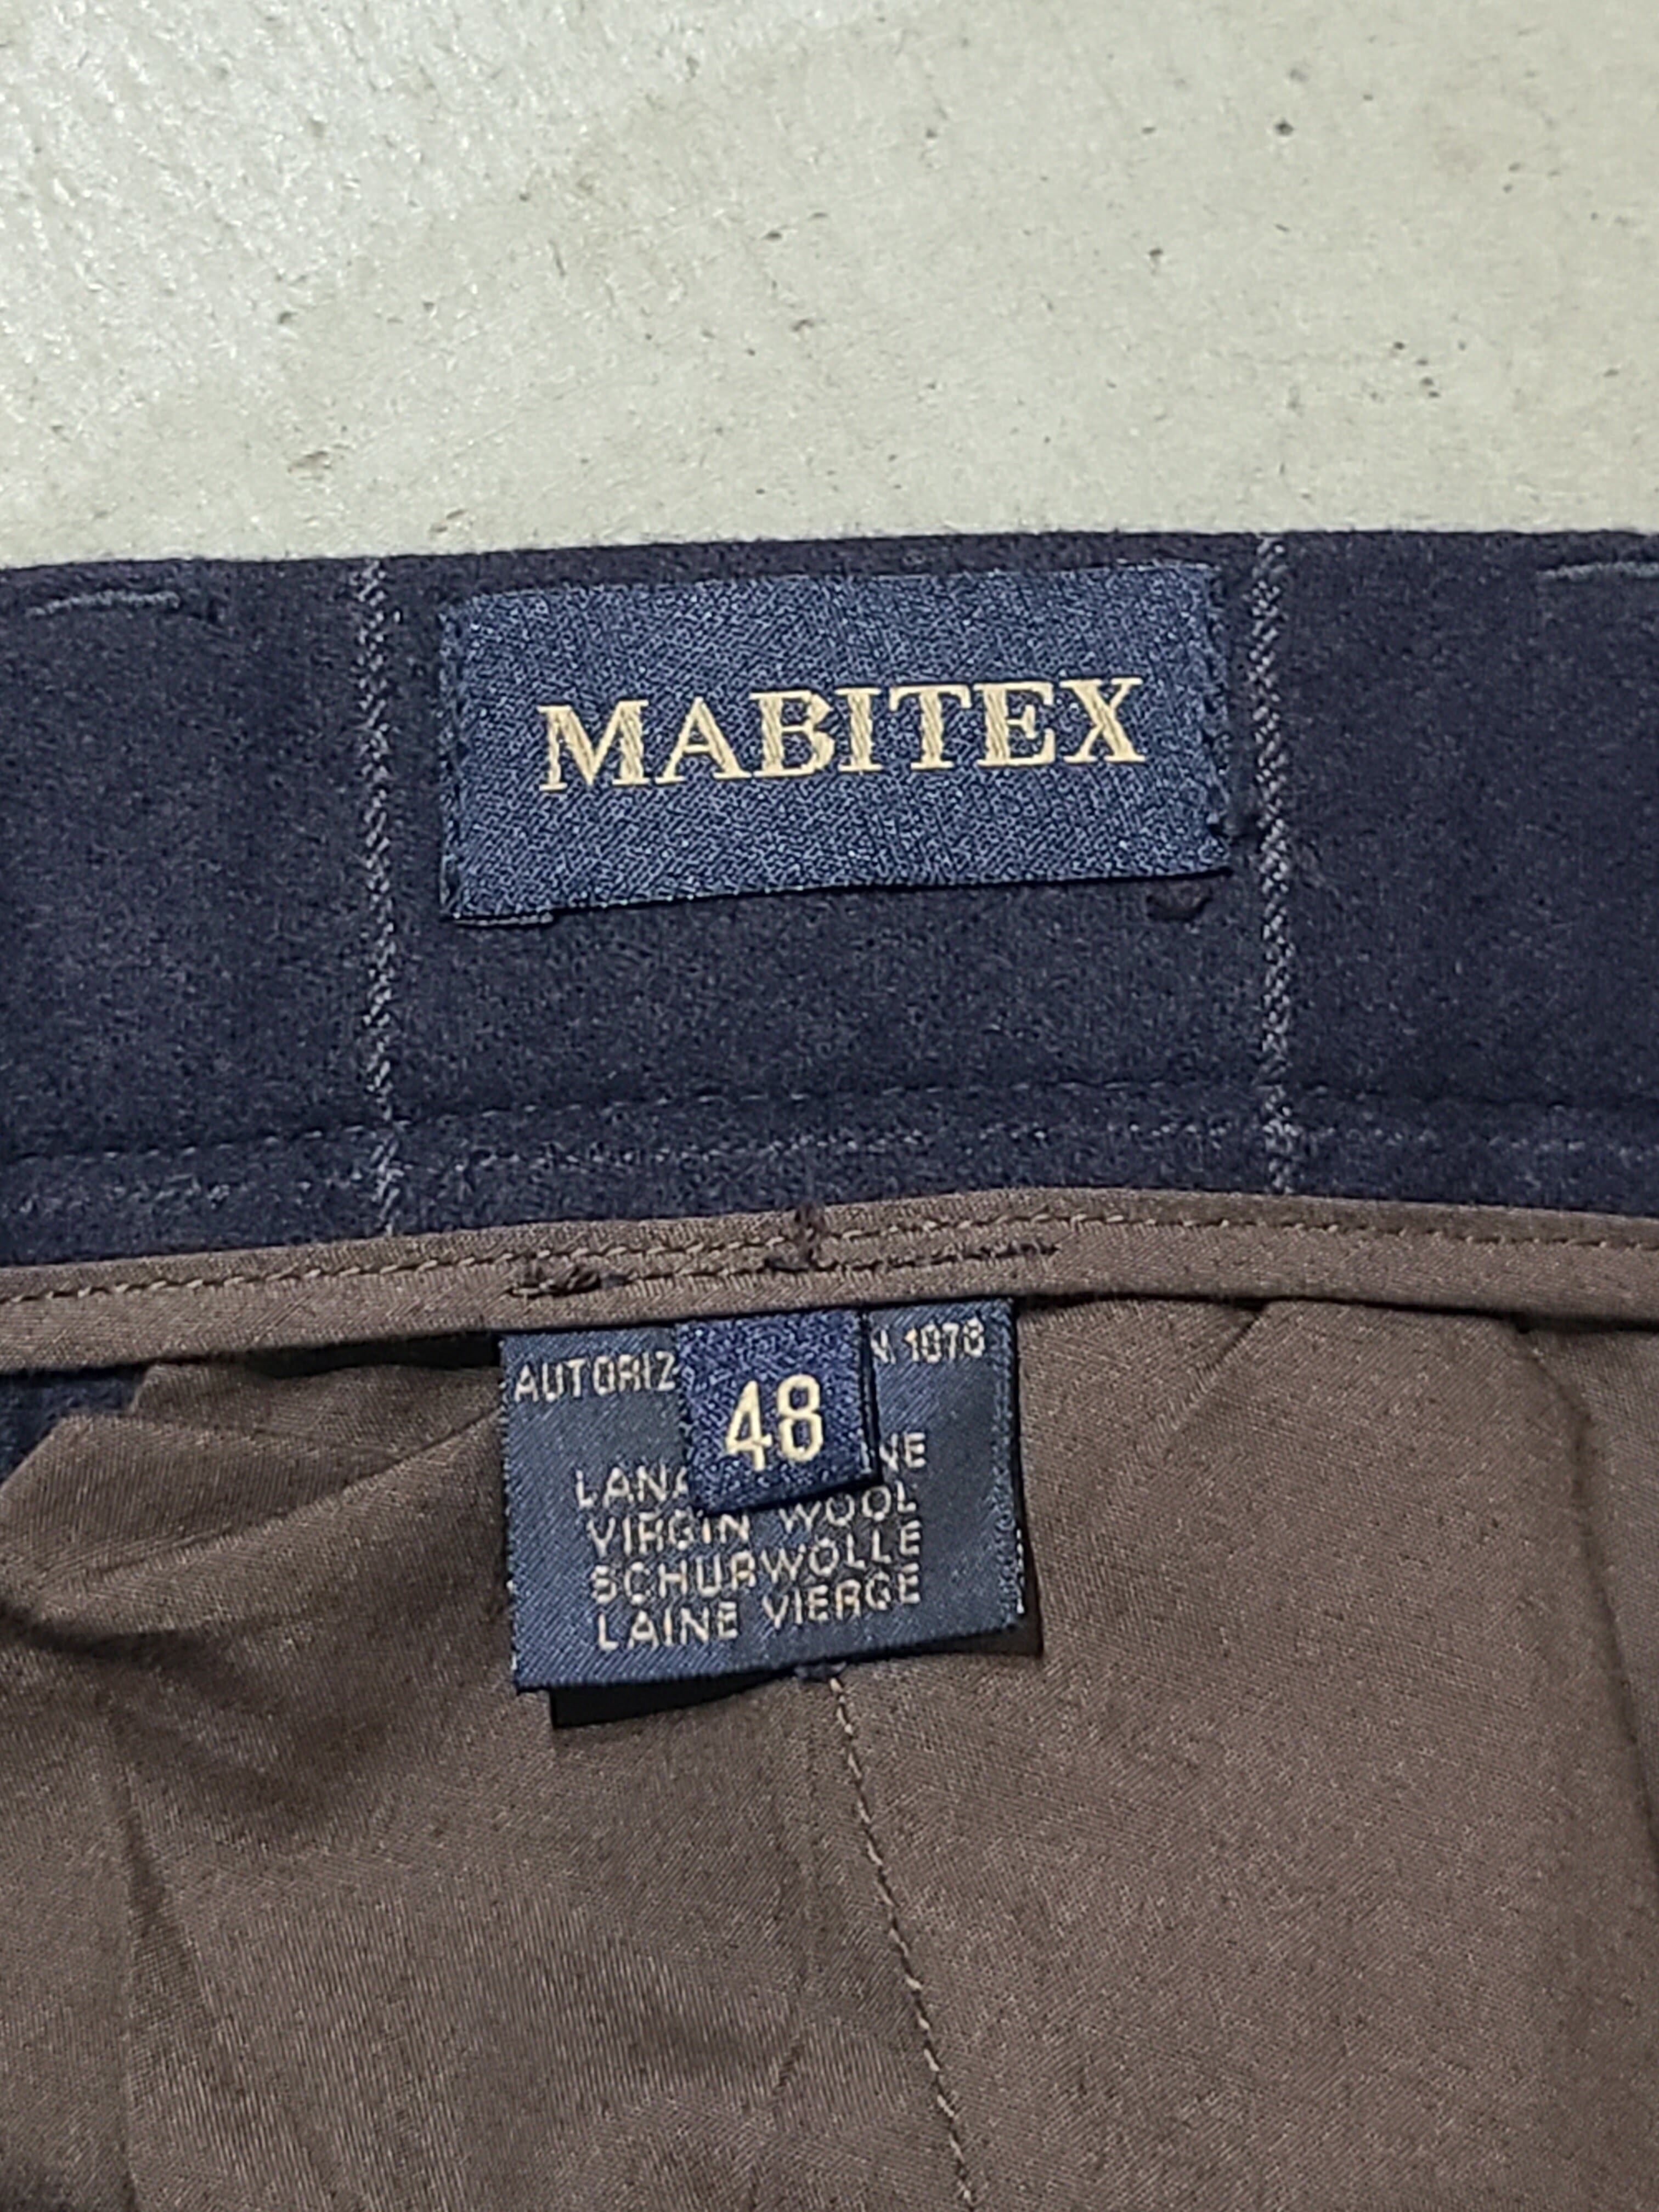 MABITEX
AUTORIZ N. 1078
48
LANA NE
VIRGIN WOOL
SCHURWOLLE
LAINE VIERGE